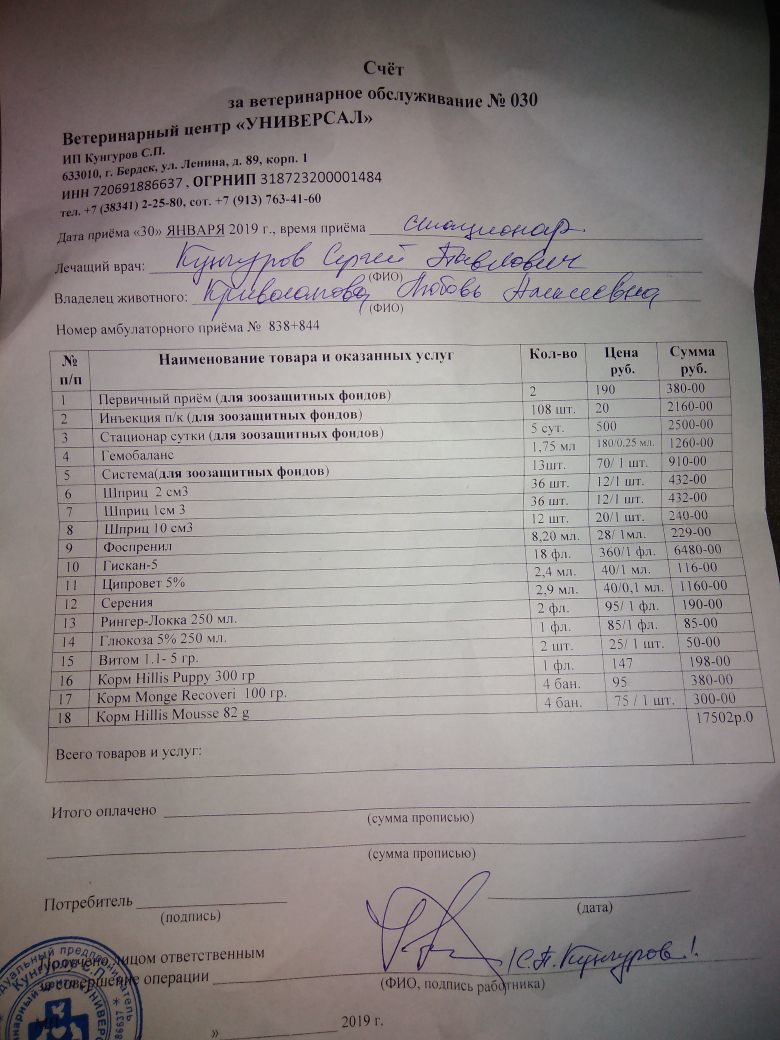 Счёт
за ветеринарное обслуживание № 030
Ветеринарный центр «УНИВЕРСАЛ»
ИП Кунгуров С.П.
633010, г. Бердск, ул. Ленина, д. 89, корп. 1
ИНН 720691886637 , ОГРНИП 318723200001484
тел. +7 (38341) 2-25-80, сот. +7 (913) 763-41-60
Дата приёма «30» ЯНВАРЯ 2019 г., время приёма стационар
Лечащий врач: Кунгуров Сергей Павлович
(ФИО)
Владелец животного: Криволапова Любовь Алексеевна
(ФИО)
Номер амбулаторного приёма № 838+844
№ п/п Наименование товара и оказанных услуг Кол-во Цена руб. Сумма руб.
1 Первичный приём (для зоозащитных фондов) 2 190 380-00
2 Инъекция п/к (для зоозащитных фондов) 108 шт. 20 2160-00
3 Стационар сутки (для зоозащитных фондов) 5 сут. 500 2500-00
4 Гемобаланс 1,75 мл 180/0,25 мл. 1260-00
5 Система(для зоозащитных фондов) 13шт. 70/ 1 шт. 910-00
6 Шприц 2 см3 36 шт. 12/1 шт. 432-00
7 Шприц 1см 3 36 шт. 12/1 шт. 432-00
8 Шприц 10 см3 12 шт. 20/1 шт. 240-00
9 Фоспренил 8,20 мл. 28/ 1мл. 229-00
10 Гискан-5 18 фл. 360/1 фл. 6480-00
11 Ципровет 5% 2,4 мл. 40/1 мл. 116-00
12 Серения 2,9 мл. 40/0,1 мл. 1160-00
13 Рингер-Локка 250 мл. 2 фл. 95/ 1 фл. 190-00
14 Глюкоза 5% 250 мл. 1 фл. 85/1 фл. 85-00
15 Витом 1.1- 5 гр. 2 шт. 25/ 1 шт. 50-00
16 Корм Hillis Puppy 300 гр 1 фл. 147 198-00
17 Корм Monge Recoveri 100 гр. 4 бан. 95 380-00
18 Корм Hillis Mousse 82 g 4 бан. 75 / 1 шт. 300-00
Всего товаров и услуг: 17502р.0
Итого оплачено
(сумма прописью)
(сумма прописью)
Потребитель
(подпись) (дата)
Получено лицом ответственным
за совершение операции /С.П. Кунгуров/
(ФИО, подпись работника)
» 2019 г.